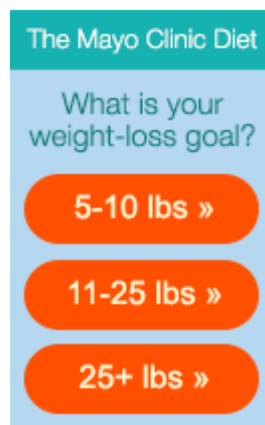 The Mayo Clinic Diet
What is your
weight-loss goal?
5-10 lbs »
11-25 lbs »
25+ lbs »